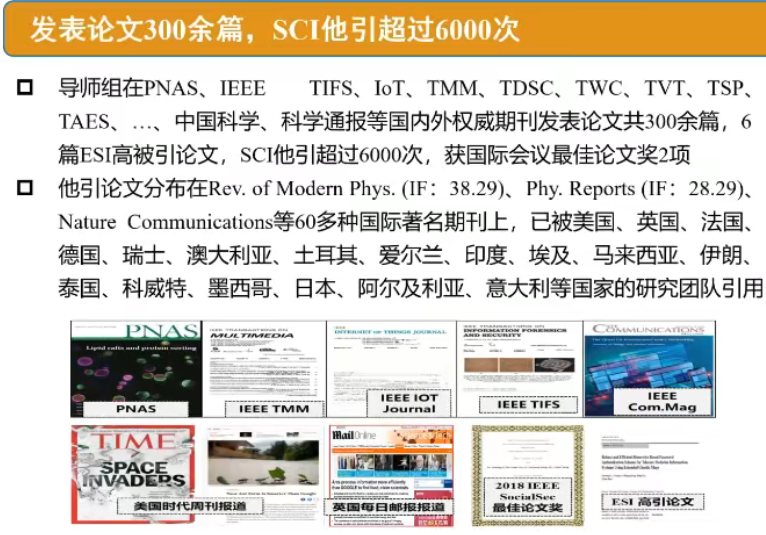 发表论文300余篇，SCI他引超过6000次
导师组在PNAS、IEEE TIFS、IoT、TMM、TDSC、TWC、TVT、TSP、
TAES、…、中国科学、科学通报等国内外权威期刊发表论文共300余篇，6
篇ESI高被引论文，SCI他引超过6000次，获国际会议最佳论文奖2项
他引论文分布在Rev. of Modern Phys. (IF：38.29)、Phy. Reports (IF：28.29)、
Nature Communications等60多种国际著名期刊上，已被美国、英国、法国、
德国、瑞士、澳大利亚、土耳其、爱尔兰、印度、埃及、马来西亚、伊朗、
泰国、科威特、墨西哥、日本、阿尔及利亚、意大利等国家的研究团队引用
PNAS
Lipid rafts and protein sorting
PNAS
IEEE TRANSACTIONS ON
MULTIMEDIA
IEEE TMM
INTERNET OF THINGS JOURNAL
IEEE IOT
Journal
IEEE TRANSACTIONS ON
INFORMATION FORENSICS
AND SECURITY
IEEE TIFS
COMMUNICATIONS
IEEE
Com.Mag
TIME
SPACE
INVADERS
美国时代周刊报道
Mail Online
英国每日邮报报道
2018 IEEE
SocialSec
最佳论文奖
ESI 高引论文